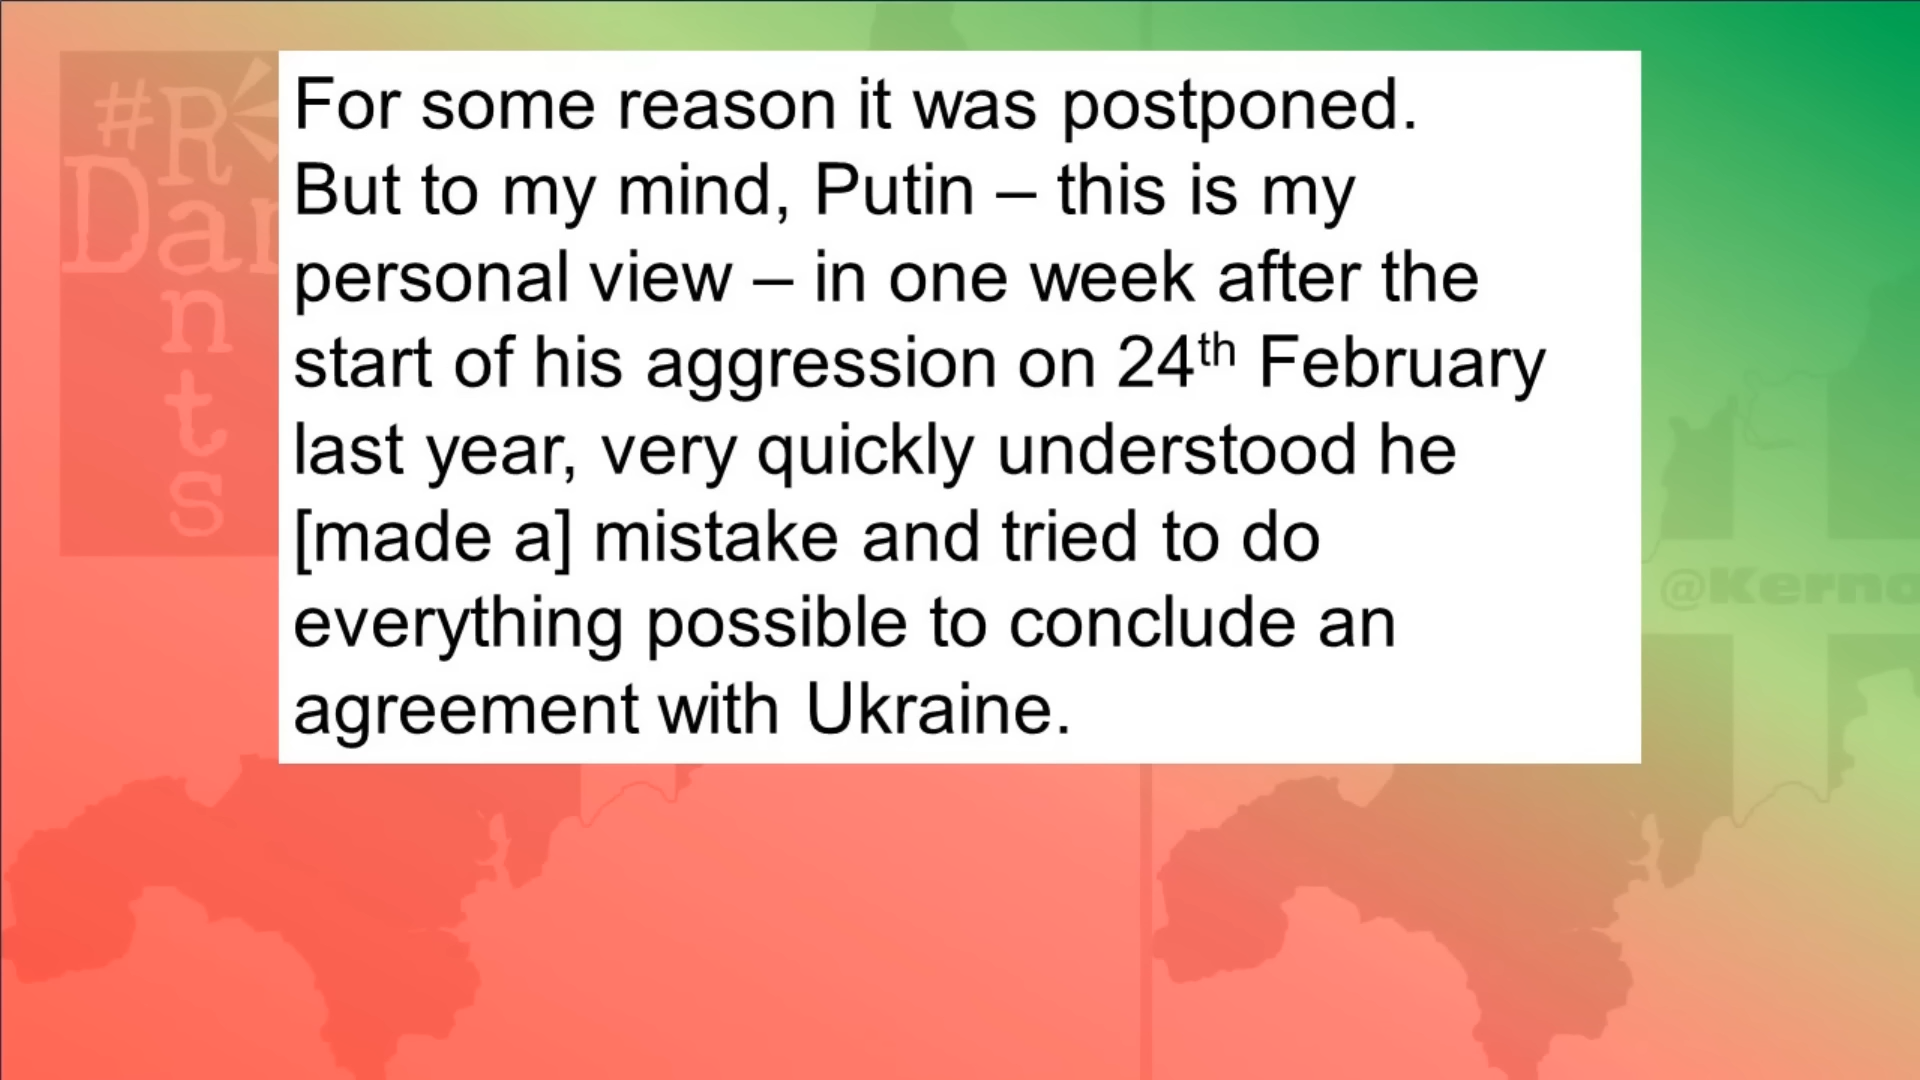 For some reason it was postponed.
But to my mind, Putin – this is my
personal view – in one week after the
start of his aggression on 24th February
last year, very quickly understood he
[made a] mistake and tried to do
everything possible to conclude an
agreement with Ukraine.
#R
Dan
n
t
s
@Kerno